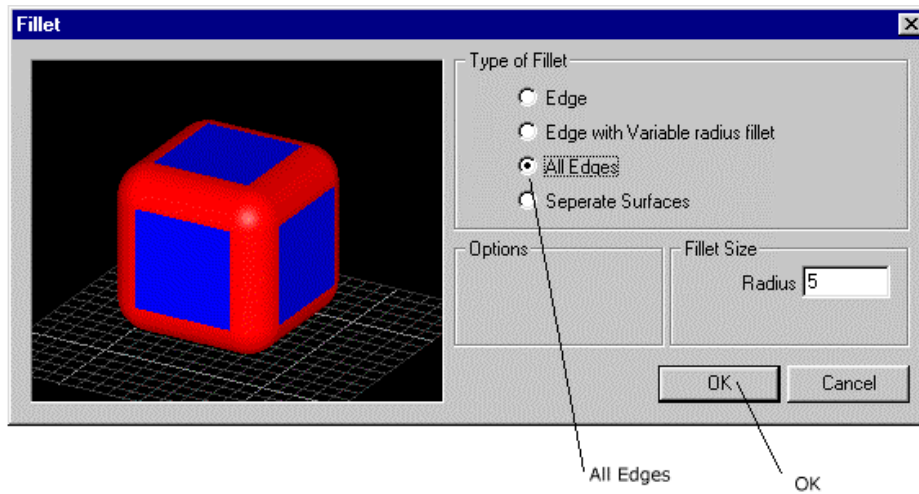 Fillet
Type of Fillet
Edge
Edge with Variable radius fillet
All Edges
Seperate Surfaces
Options
Fillet Size
Radius 5
OK Cancel
All Edges
OK